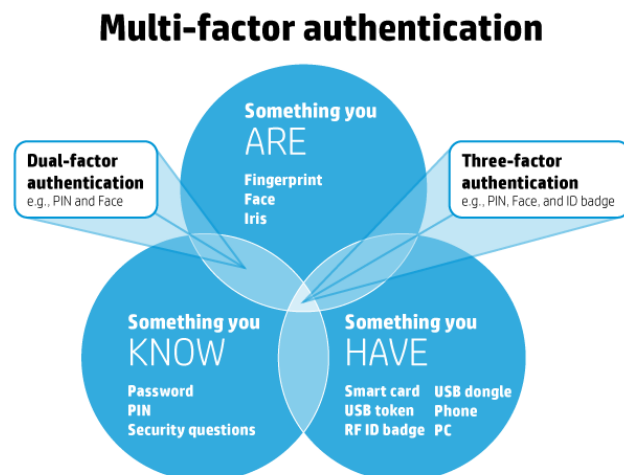 Multi-factor authentication
Something you
ARE
Fingerprint
Face
Iris
Dual-factor
authentication
e.g., PIN and Face
Three-factor
authentication
e.g., PIN, Face, and ID badge
Something you
KNOW
Password
PIN
Security questions
Something you
HAVE
Smart card
USB token
RF ID badge
USB dongle
Phone
PC